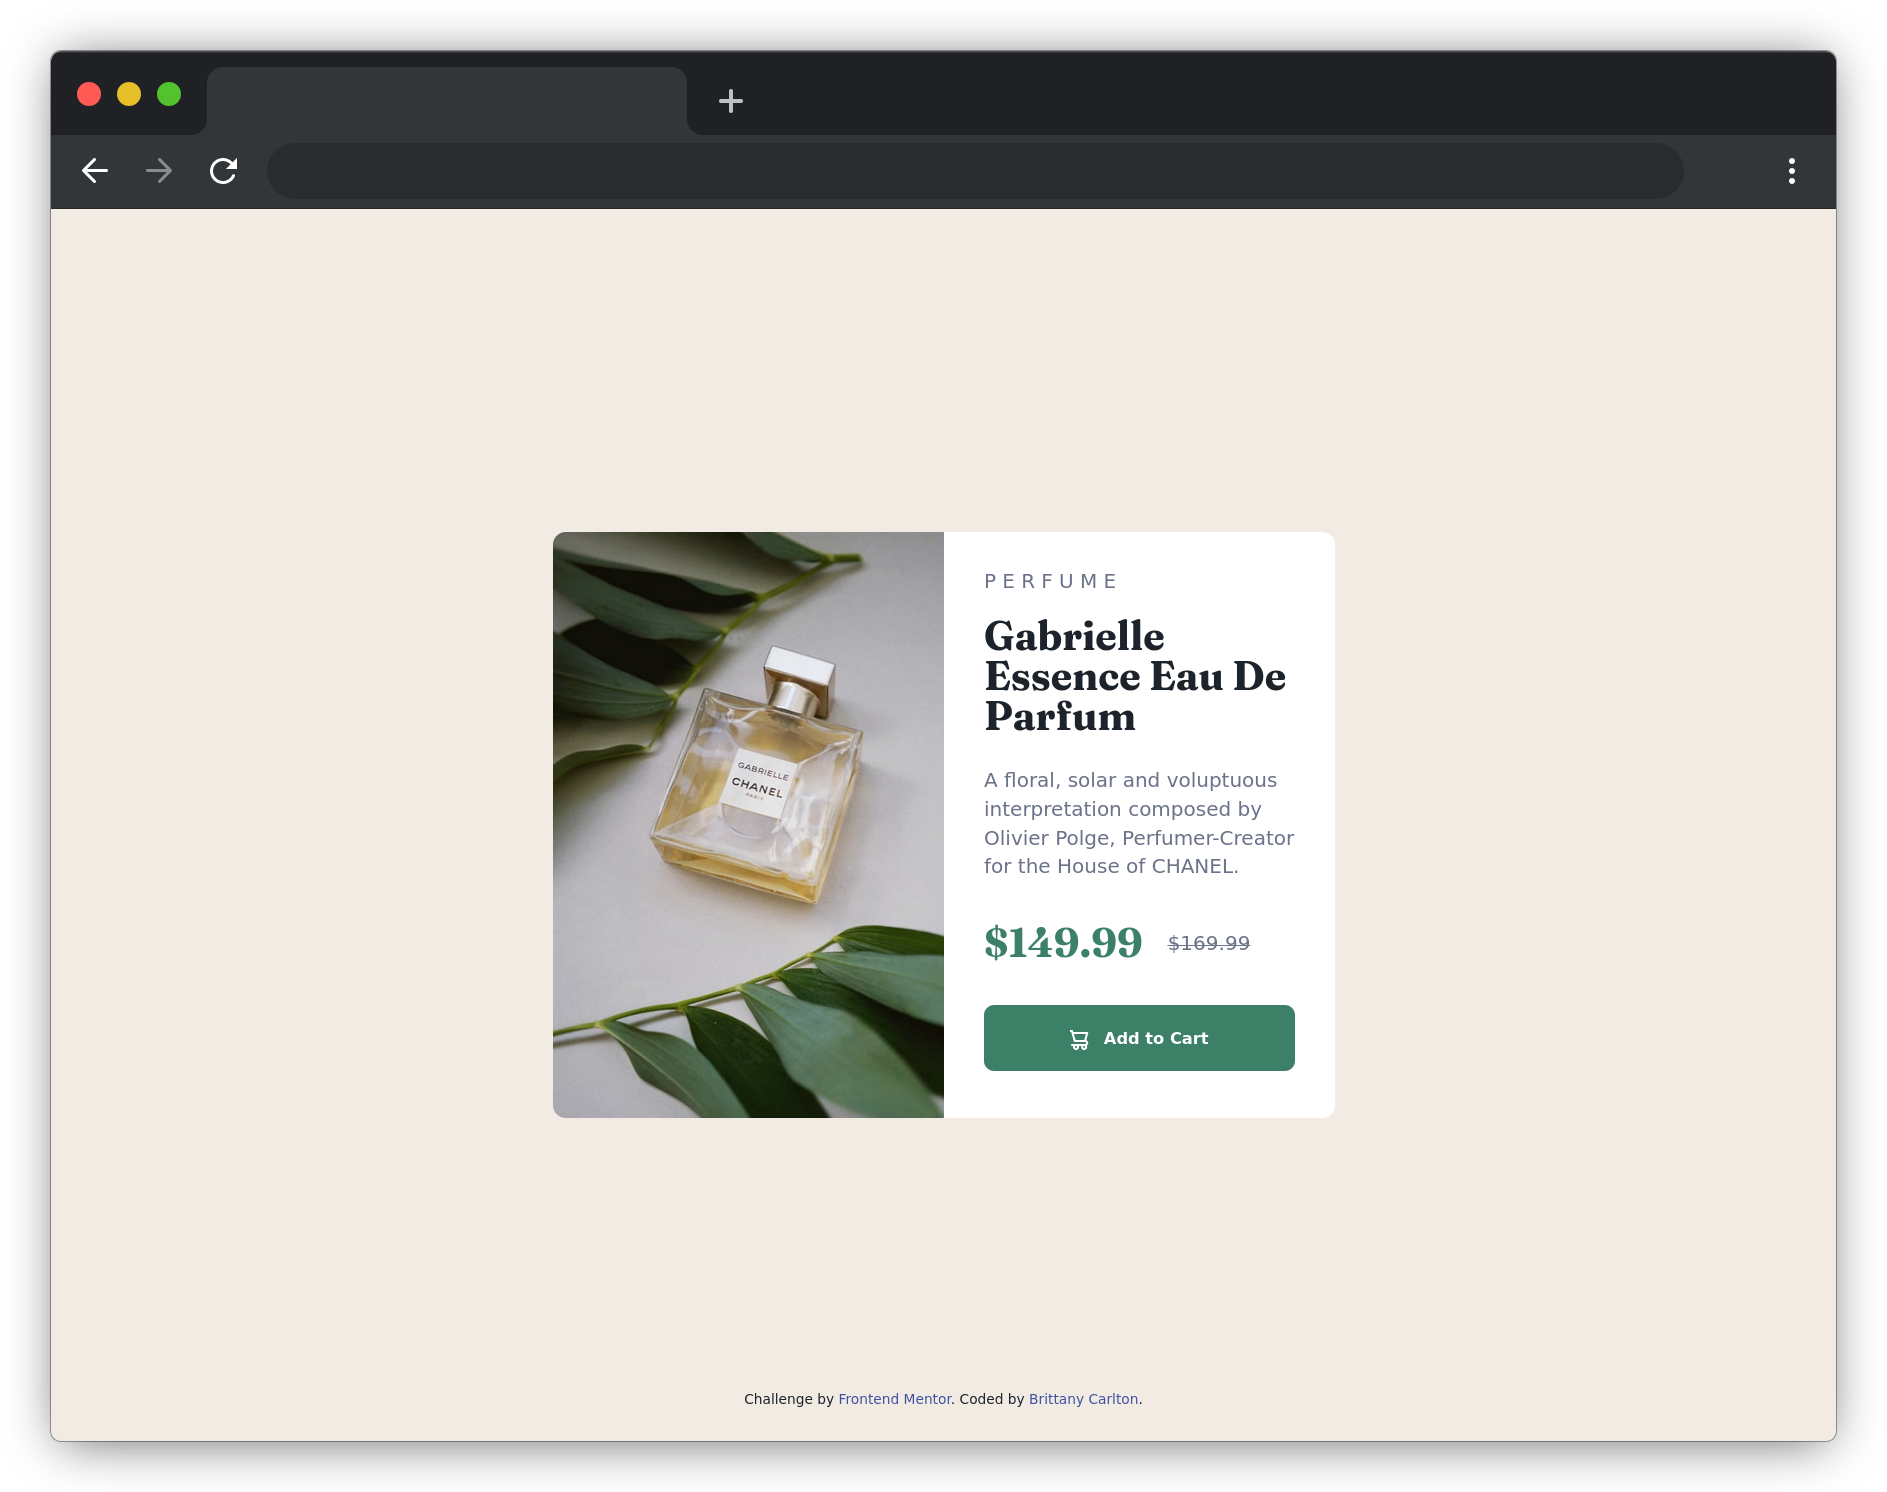 PERFUME
Gabrielle
Essence Eau De
Parfum
A floral, solar and voluptuous
interpretation composed by
Olivier Polge, Perfumer-Creator
for the House of CHANEL.
$149.99 $169.99
Add to Cart
GABRIELLE
CHANEL
PARIS
Challenge by Frontend Mentor. Coded by Brittany Carlton.